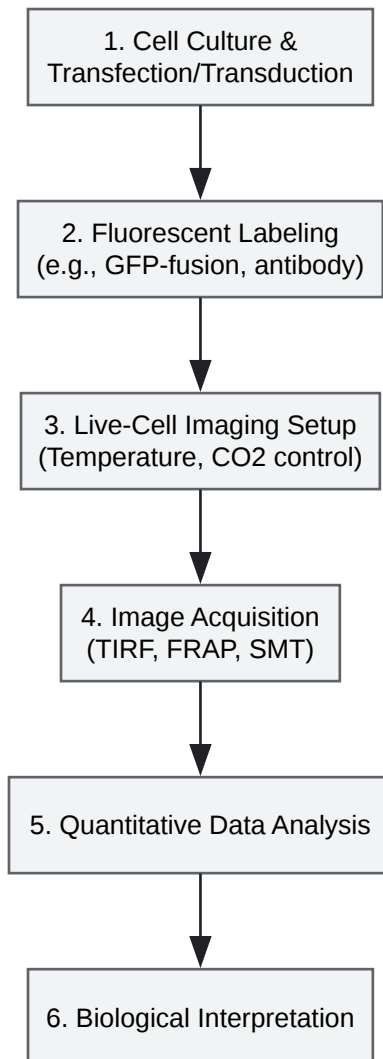 1. Cell Culture &
Transfection/Transduction
2. Fluorescent Labeling
(e.g., GFP-fusion, antibody)
3. Live-Cell Imaging Setup
(Temperature, CO2 control)
4. Image Acquisition
(TIRF, FRAP, SMT)
5. Quantitative Data Analysis
6. Biological Interpretation